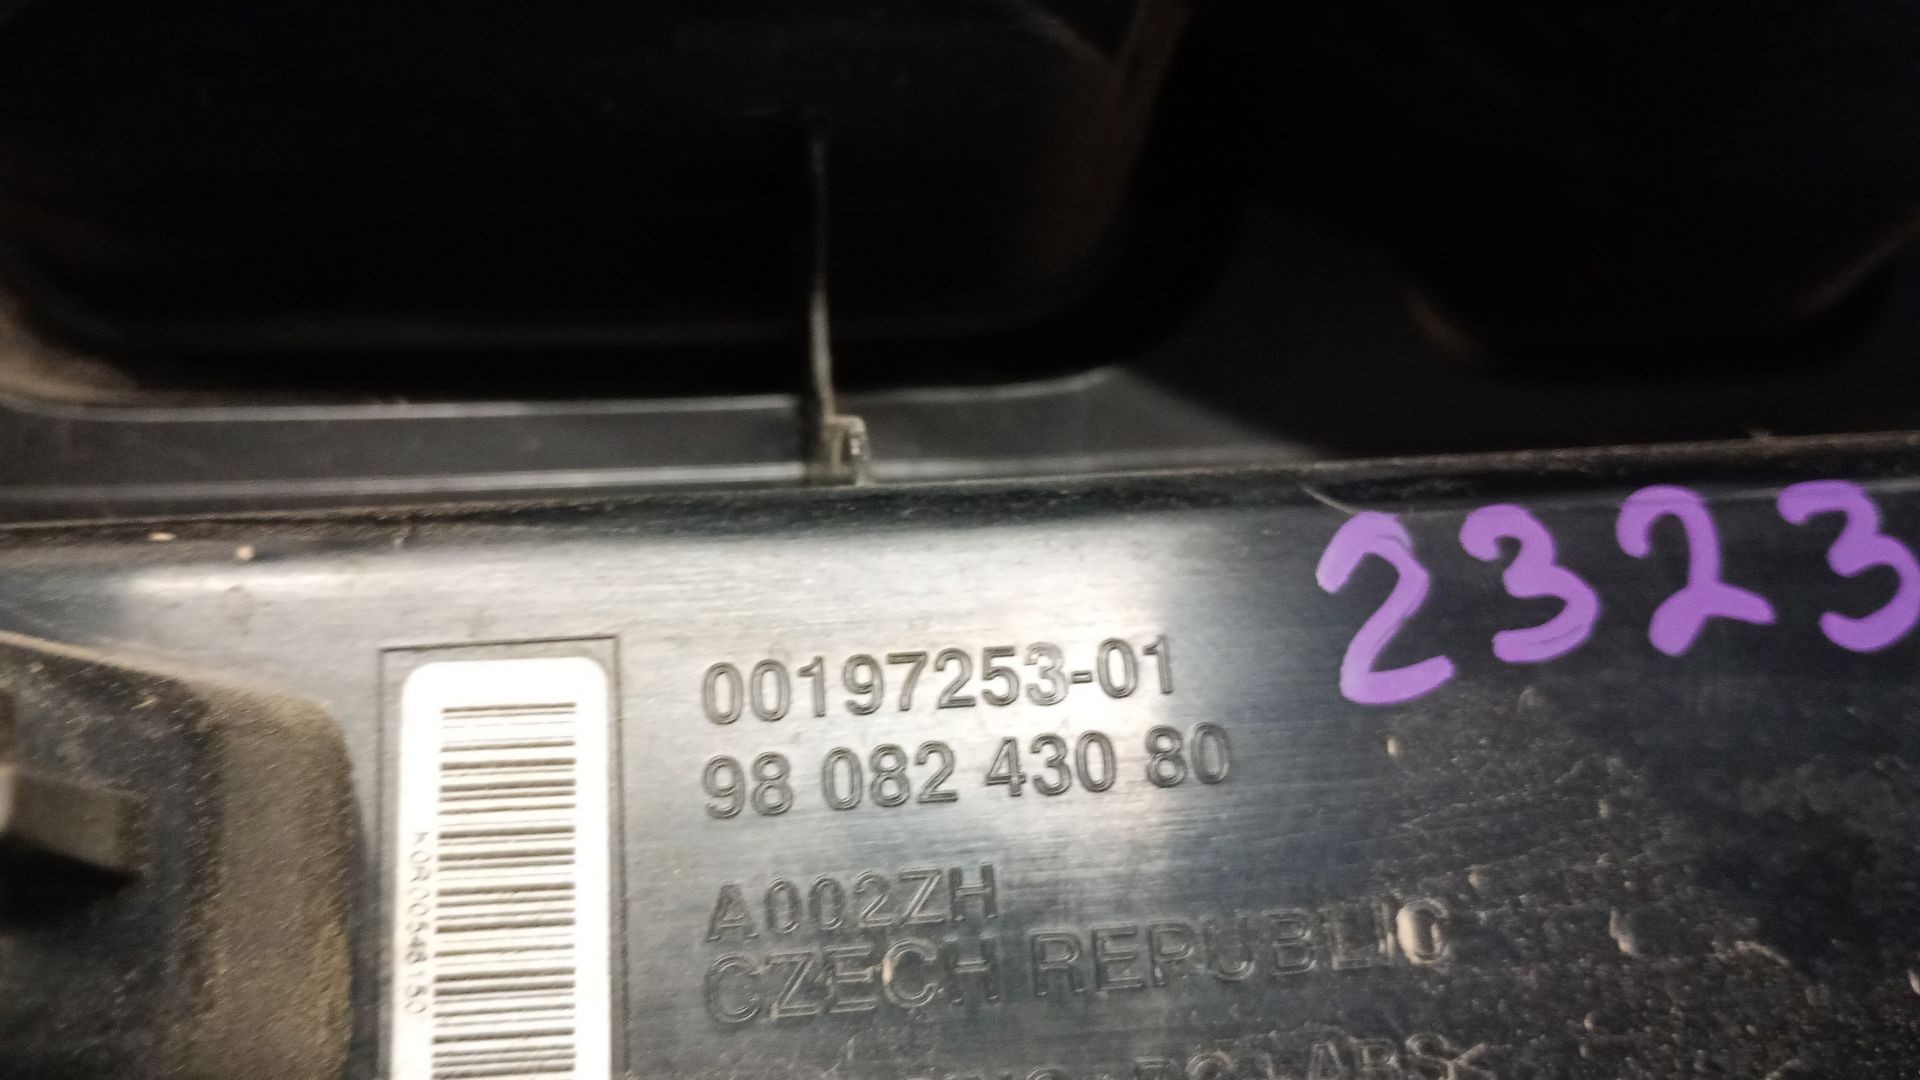 2323
00197253-01
98 082 430 80
A002ZH
CZECH REPUBLIC